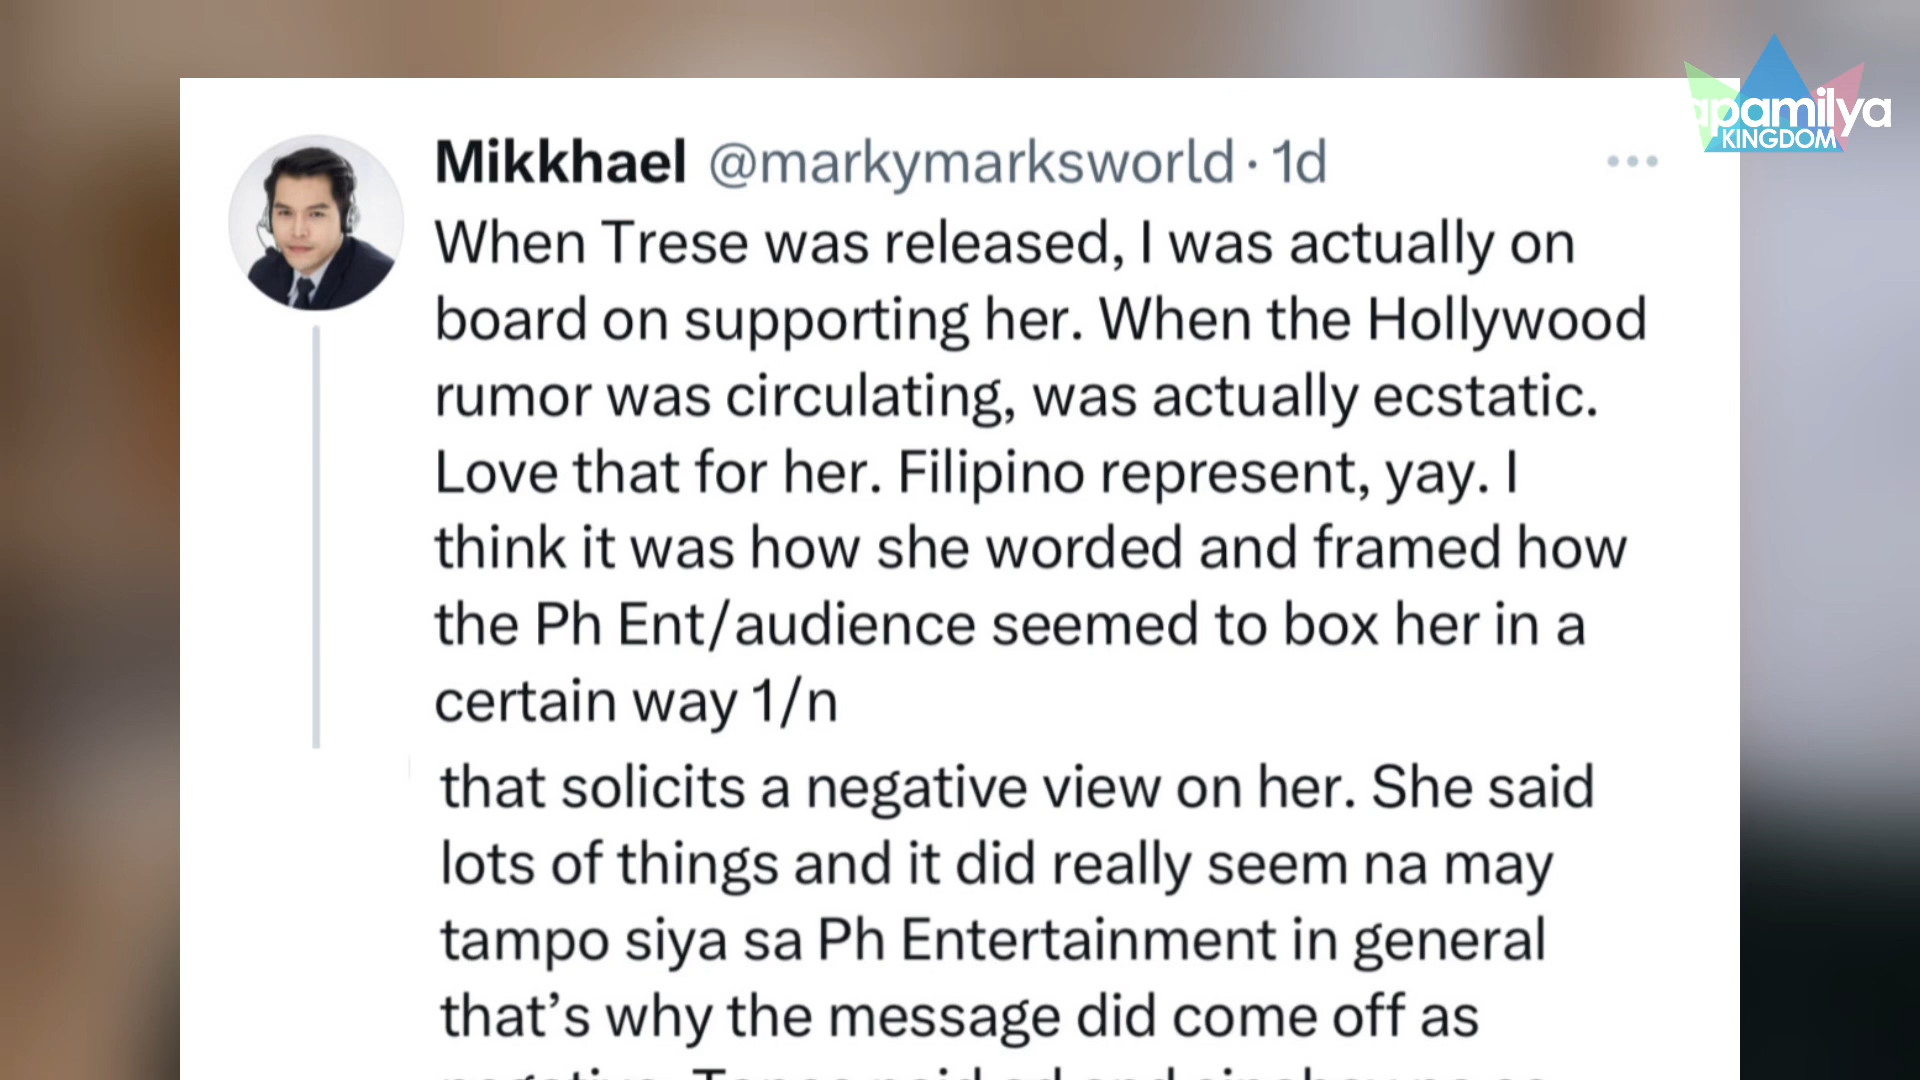 apamilya
KINGDOM
Mikkhael @markymarksworld · 1d
When Trese was released, I was actually on
board on supporting her. When the Hollywood
rumor was circulating, was actually ecstatic.
Love that for her. Filipino represent, yay. I
think it was how she worded and framed how
the Ph Ent/audience seemed to box her in a
certain way 1/n
that solicits a negative view on her. She said
lots of things and it did really seem na may
tampo siya sa Ph Entertainment in general
that’s why the message did come off as